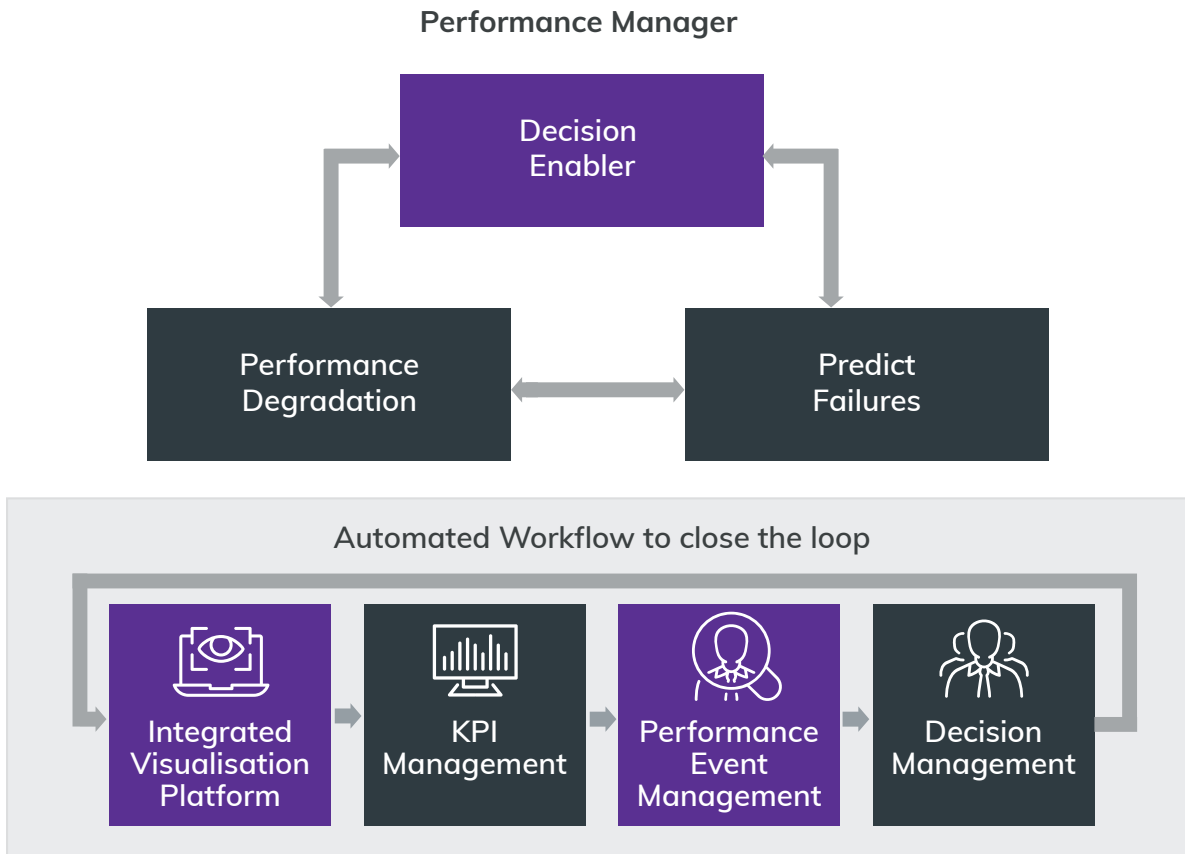 Performance Manager
Decision
Enabler
Performance
Degradation
Predict
Failures
Automated Workflow to close the loop
Integrated
Visualisation
Platform
KPI
Management
Performance
Event
Management
Decision
Management